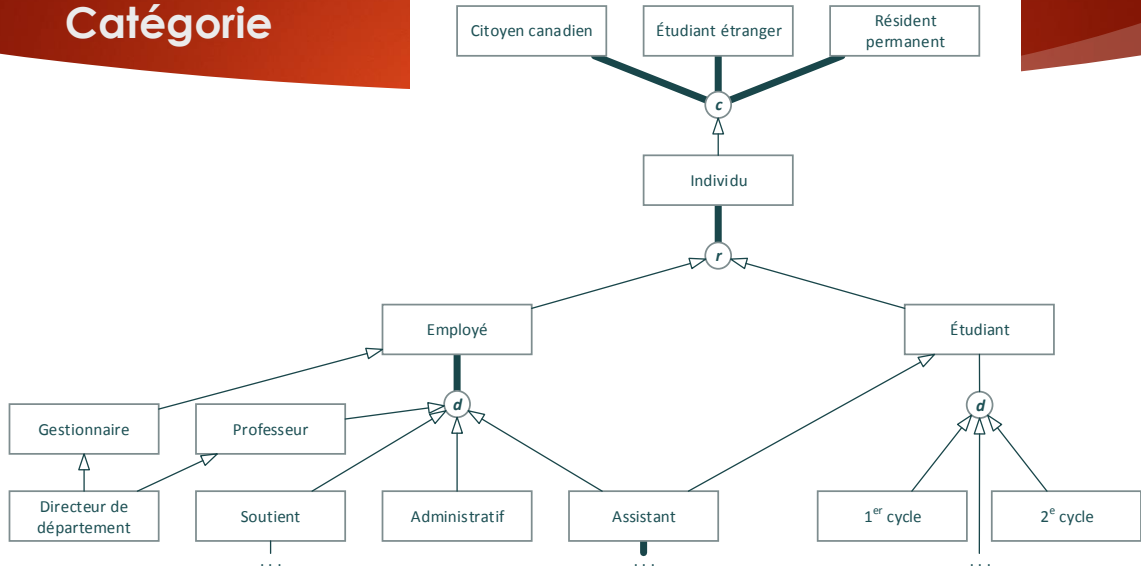 Catégorie
Citoyen canadien
Étudiant étranger
Résident
permanent
c
Individu
r
Employé
Étudiant
d
d
Gestionnaire
Professeur
Directeur de
département
Soutient
Administratif
Assistant
1er cycle
2e cycle
...
...
...